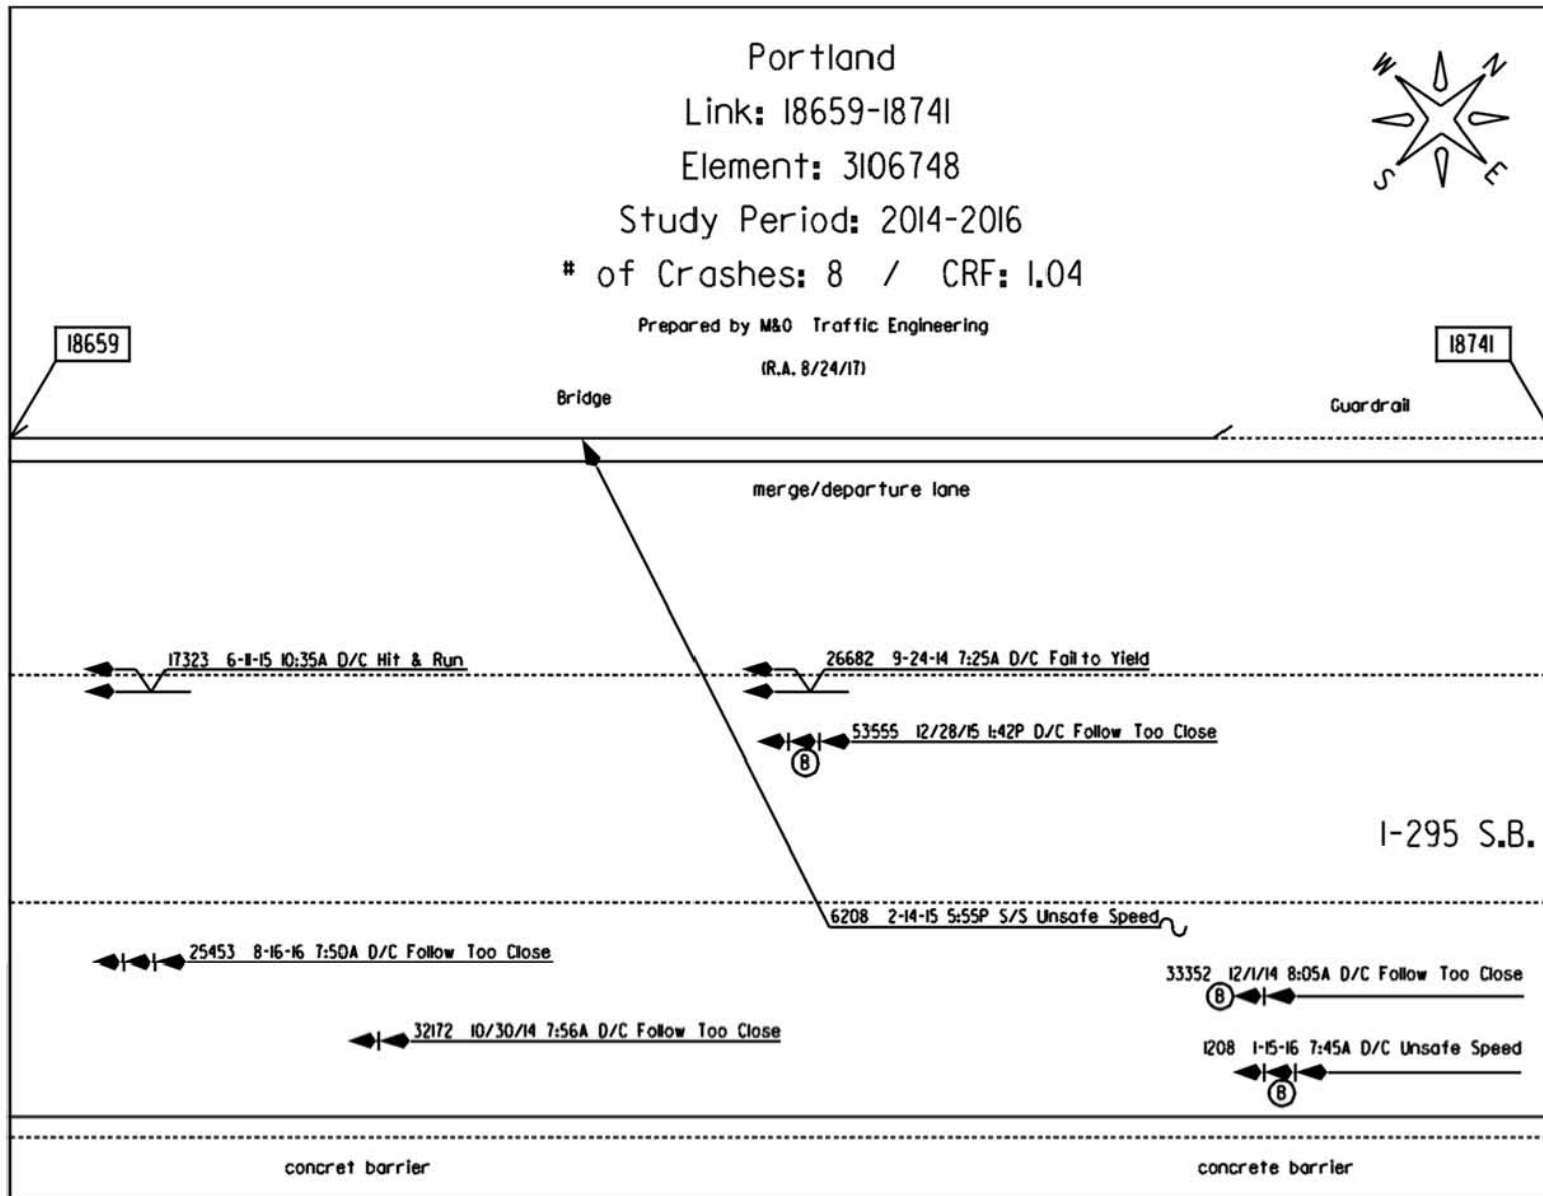 Portland
Link: 18659-18741
Element: 3106748
Study Period: 2014-2016
# of Crashes: 8 / CRF: 1.04
Prepared by M&O Traffic Engineering
(R.A. 8/24/17)
W N
S E
18659
18741
Bridge
Guardrail
merge/departure lane
17323 6-11-15 10:35A D/C Hit & Run
26682 9-24-14 7:25A D/C Fail to Yield
53555 12/28/15 1:42P D/C Follow Too Close
B
I-295 S.B.
6208 2-14-15 5:55P S/S Unsafe Speed
25453 8-16-16 7:50A D/C Follow Too Close
33352 12/1/14 8:05A D/C Follow Too Close
B
32172 10/30/14 7:56A D/C Follow Too Close
1208 1-15-16 7:45A D/C Unsafe Speed
B
concret barrier
concrete barrier